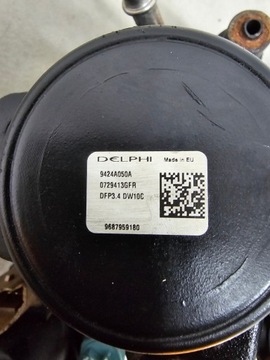 DELPHI Made in EU
9424A050A
0729413GFR
DFP3.4 DW10C
9687959180